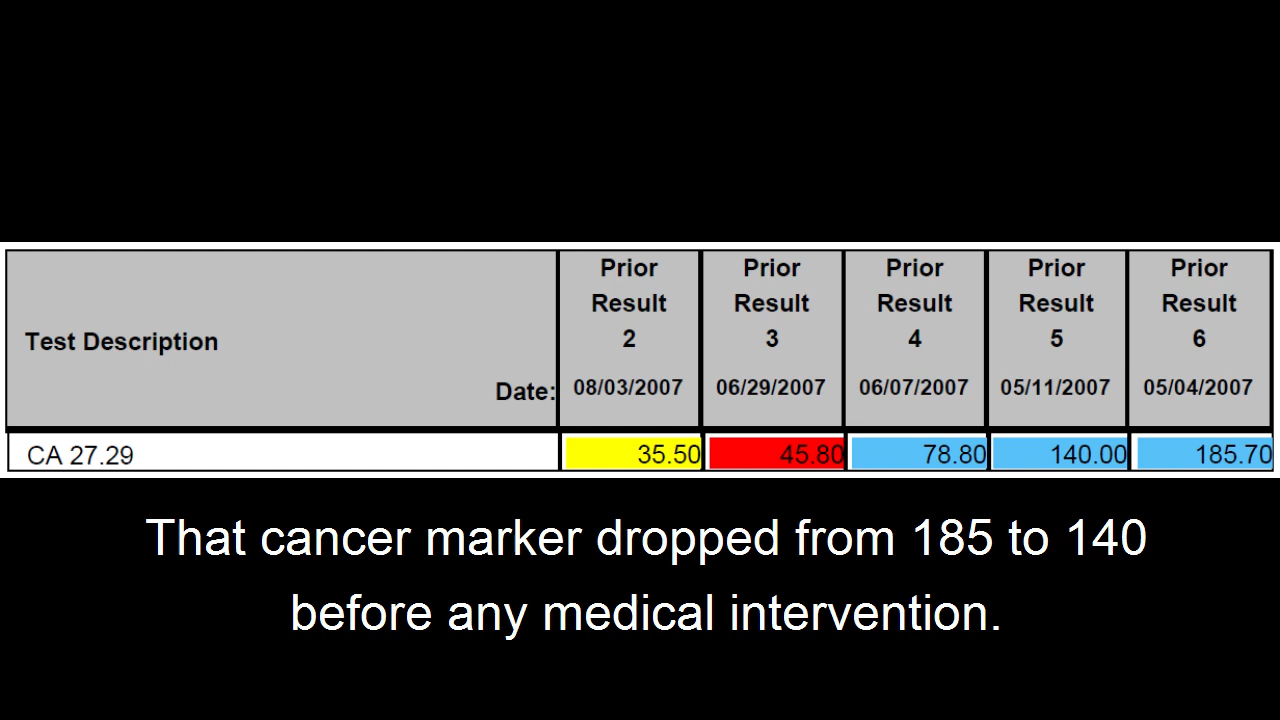 Test Description
Date:
Prior Result 2 08/03/2007
Prior Result 3 06/29/2007
Prior Result 4 06/07/2007
Prior Result 5 05/11/2007
Prior Result 6 05/04/2007
CA 27.29 35.50 45.80 78.80 140.00 185.70
That cancer marker dropped from 185 to 140
before any medical intervention.